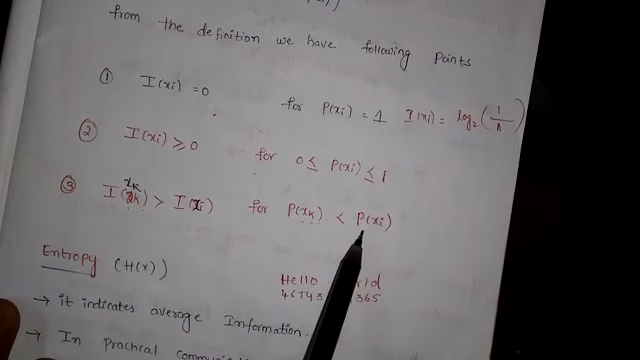 from the definition we have following points
① I(xi) = 0 for P(xi) = 1 I(xi) = log2(1/1)
② I(xi) ≥ 0 for 0 ≤ P(xi) ≤ 1
③ I(xk) > I(xi) for P(xk) < P(xi)
Entropy (H(x))
Hello ld
365
→ it indicates average Information.
→ In practical